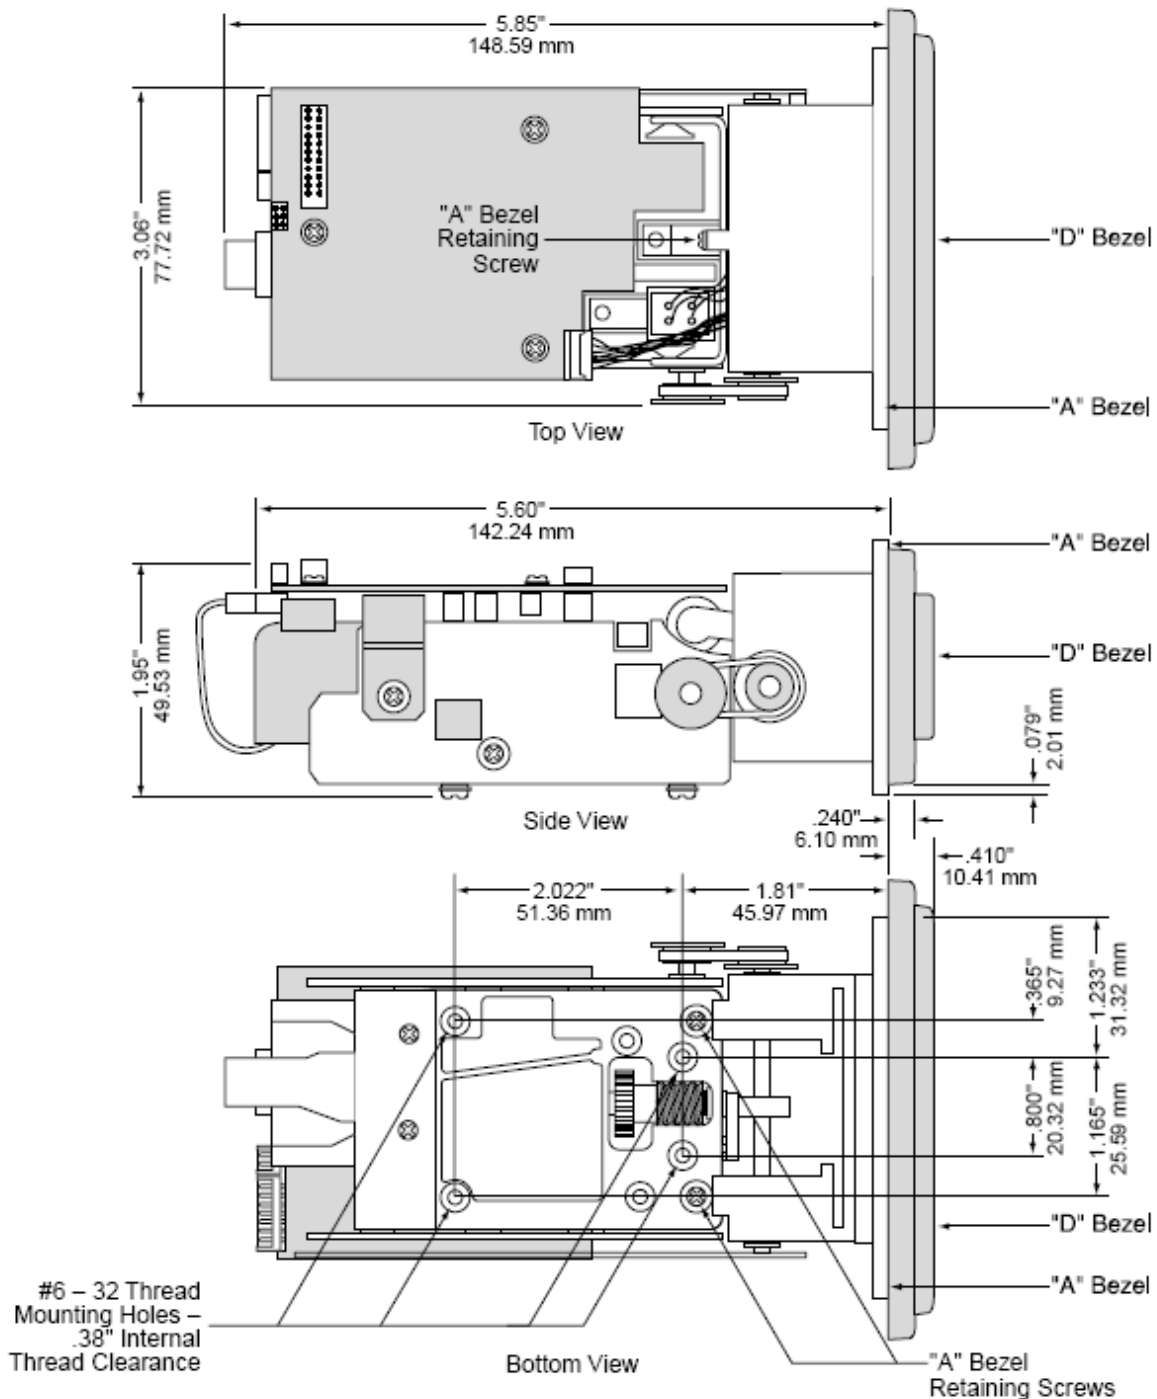 5.85"
148.59 mm
3.06"
77.72 mm
"A" Bezel
Retaining
Screw
"D" Bezel
"A" Bezel
Top View
5.60"
142.24 mm
"A" Bezel
1.95"
49.53 mm
"D" Bezel
.079"
2.01 mm
Side View
.240"
6.10 mm
.410"
10.41 mm
2.022"
51.36 mm
1.81"
45.97 mm
.365"
9.27 mm
1.233"
31.32 mm
.800"
20.32 mm
1.165"
25.59 mm
"D" Bezel
"A" Bezel
#6 – 32 Thread
Mounting Holes –
.38" Internal
Thread Clearance
Bottom View
"A" Bezel
Retaining Screws